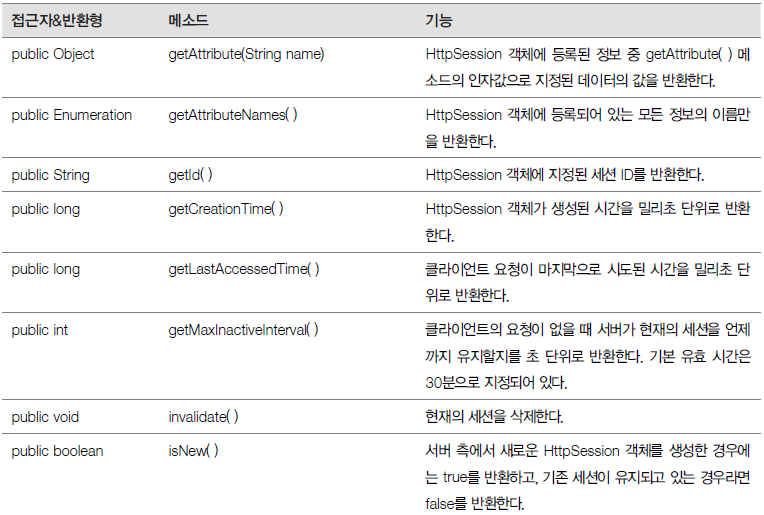 접근자&반환형 메소드 기능
public Object getAttribute(String name) HttpSession 객체에 등록된 정보 중 getAttribute( ) 메
소드의 인자값으로 지정된 데이터의 값을 반환한다.
public Enumeration getAttributeNames( ) HttpSession 객체에 등록되어 있는 모든 정보의 이름만
을 반환한다.
public String getId( ) HttpSession 객체에 지정된 세션 ID를 반환한다.
public long getCreationTime( ) HttpSession 객체가 생성된 시간을 밀리초 단위로 반환
한다.
public long getLastAccessedTime( ) 클라이언트 요청이 마지막으로 시도된 시간을 밀리초 단
위로 반환한다.
public int getMaxInactiveInterval( ) 클라이언트의 요청이 없을 때 서버가 현재의 세션을 언제
까지 유지할지를 초 단위로 반환한다. 기본 유효 시간은
30분으로 지정되어 있다.
public void invalidate( ) 현재의 세션을 삭제한다.
public boolean isNew( ) 서버 측에서 새로운 HttpSession 객체를 생성한 경우에
는 true를 반환하고, 기존 세션이 유지되고 있는 경우라면
false를 반환한다.